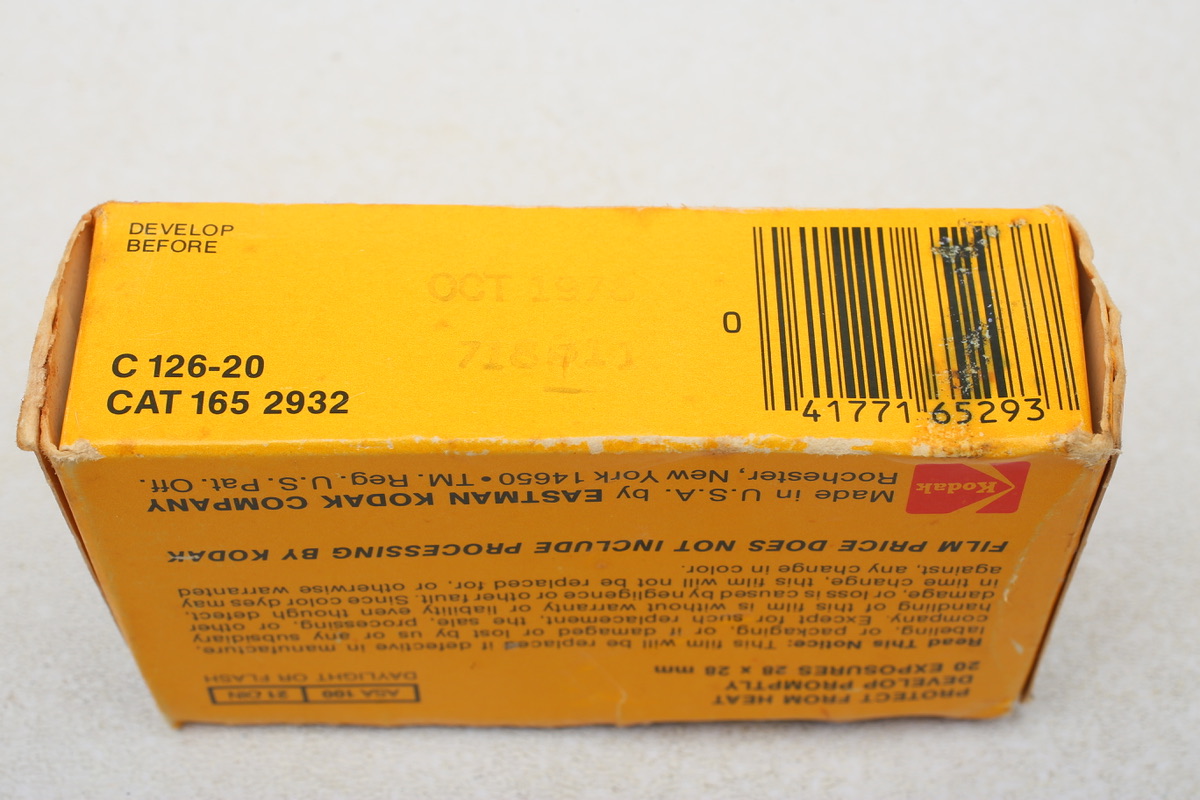 DEVELOP
BEFORE
OCT 197
C 126-20
CAT 165 2932
0
41771 65293
Kodak
Made in U.S.A. by EASTMAN KODAK COMPANY
Rochester, New York 14650 • TM. Reg. U.S. Pat. Off.
FILM PRICE DOES NOT INCLUDE PROCESSING BY KODAK
Read This Notice: This film will be replaced if defective in manufacture,
labeling, or packaging, or if damaged or lost by us or any subsidiary
company. Except for such replacement, the sale, processing, or other
handling of this film is without warranty or liability even though defect,
damage, or loss is caused by negligence or other fault. Since color dyes may
in time change, this film will not be replaced for, or otherwise warranted
against, any change in color.
PROTECT FROM HEAT
DEVELOP PROMPTLY
20 EXPOSURES 28 x 28 mm
ASA 100 21 DIN
DAYLIGHT OR FLASH